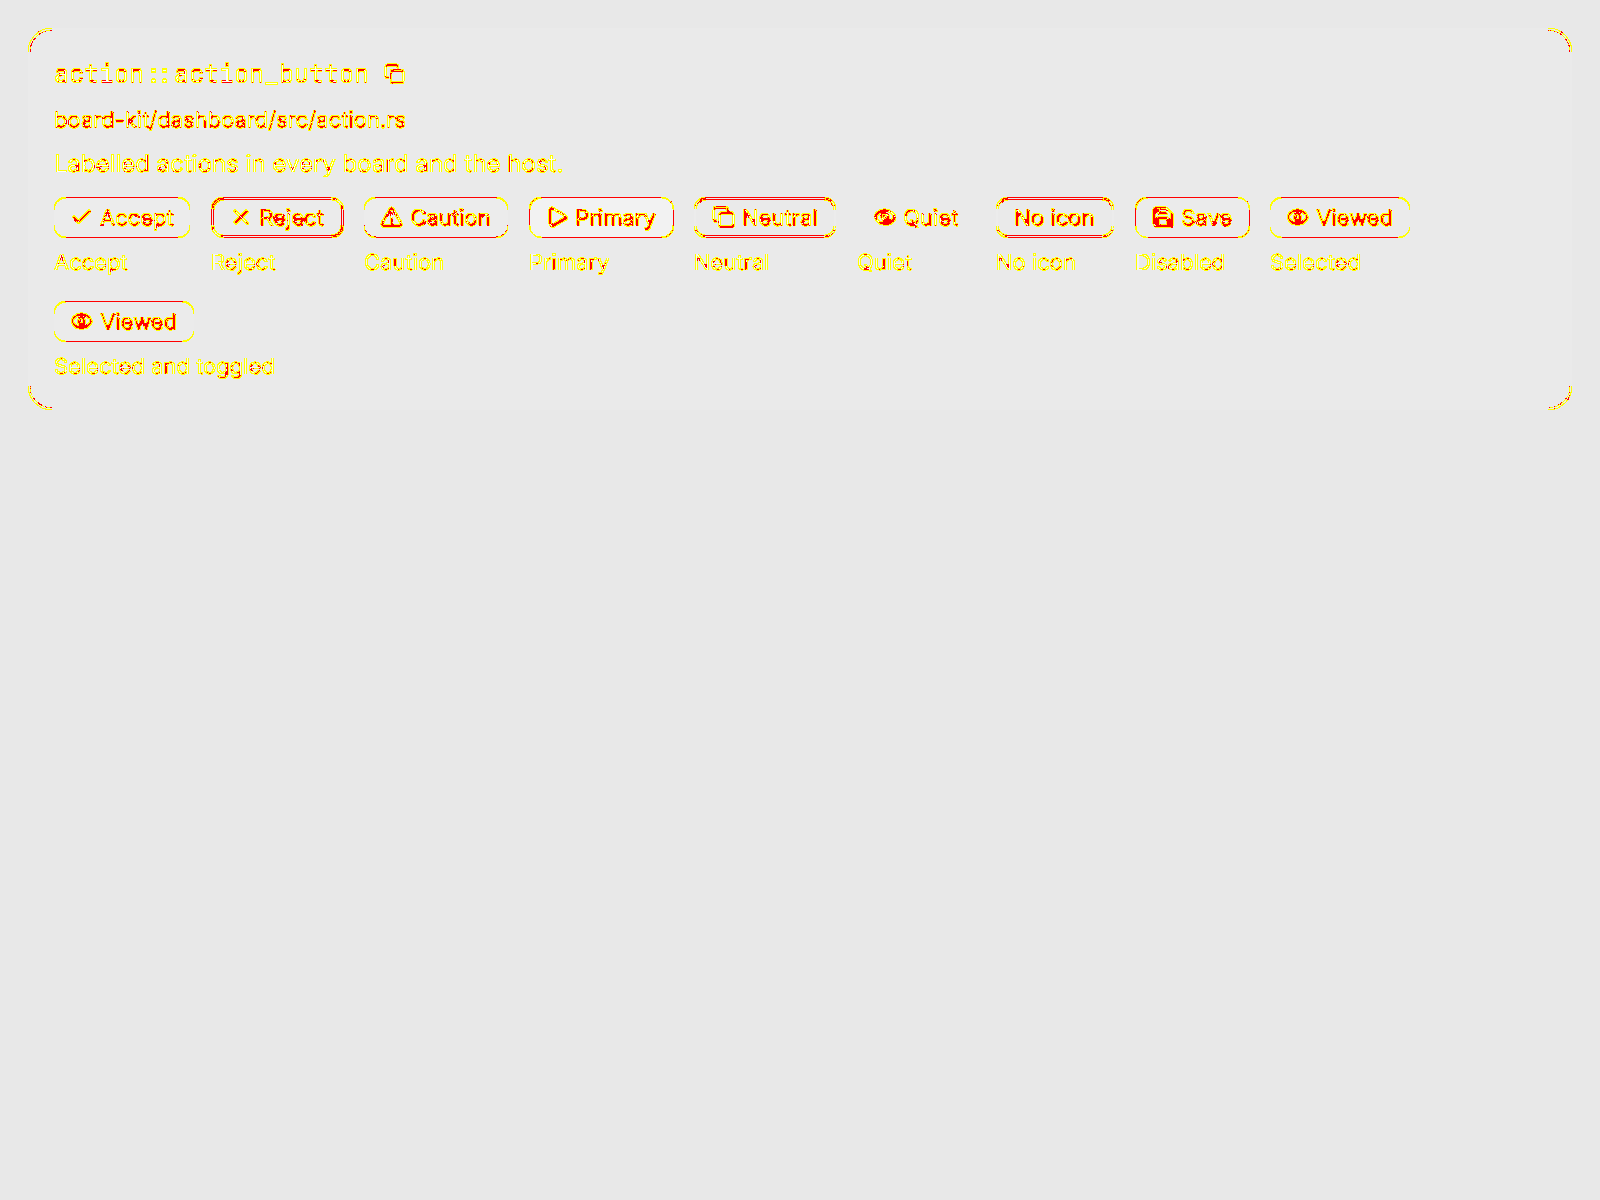 action::action_button
board-kit/dashboard/src/action.rs
Labelled actions in every board and the host.
Accept Reject Caution Primary Neutral Quiet No icon Save Viewed
Accept Reject Caution Primary Neutral Quiet No icon Disabled Selected
Viewed
Selected and toggled